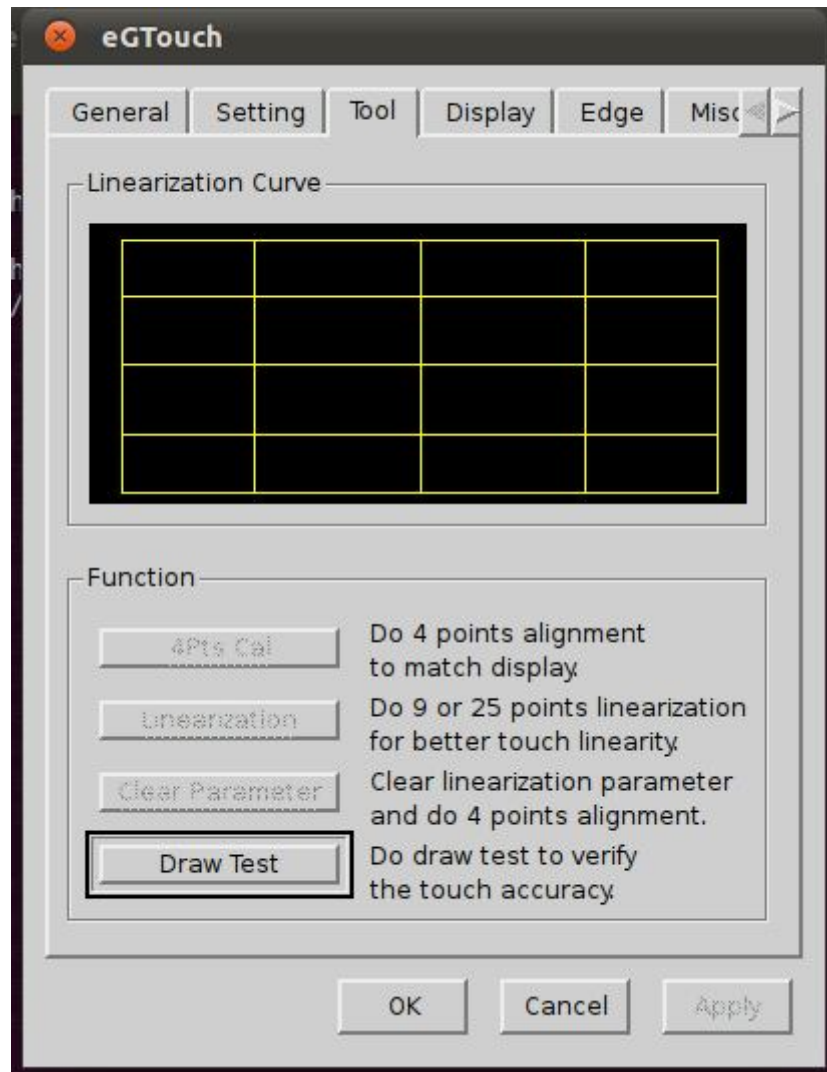 eGTouch
General Setting Tool Display Edge Misc
Linearization Curve
Function
4Pts Cal
Do 4 points alignment
to match display.
Linearization
Do 9 or 25 points linearization
for better touch linearity.
Clear Parameter
Clear linearization parameter
and do 4 points alignment.
Draw Test
Do draw test to verify
the touch accuracy.
OK Cancel Apply